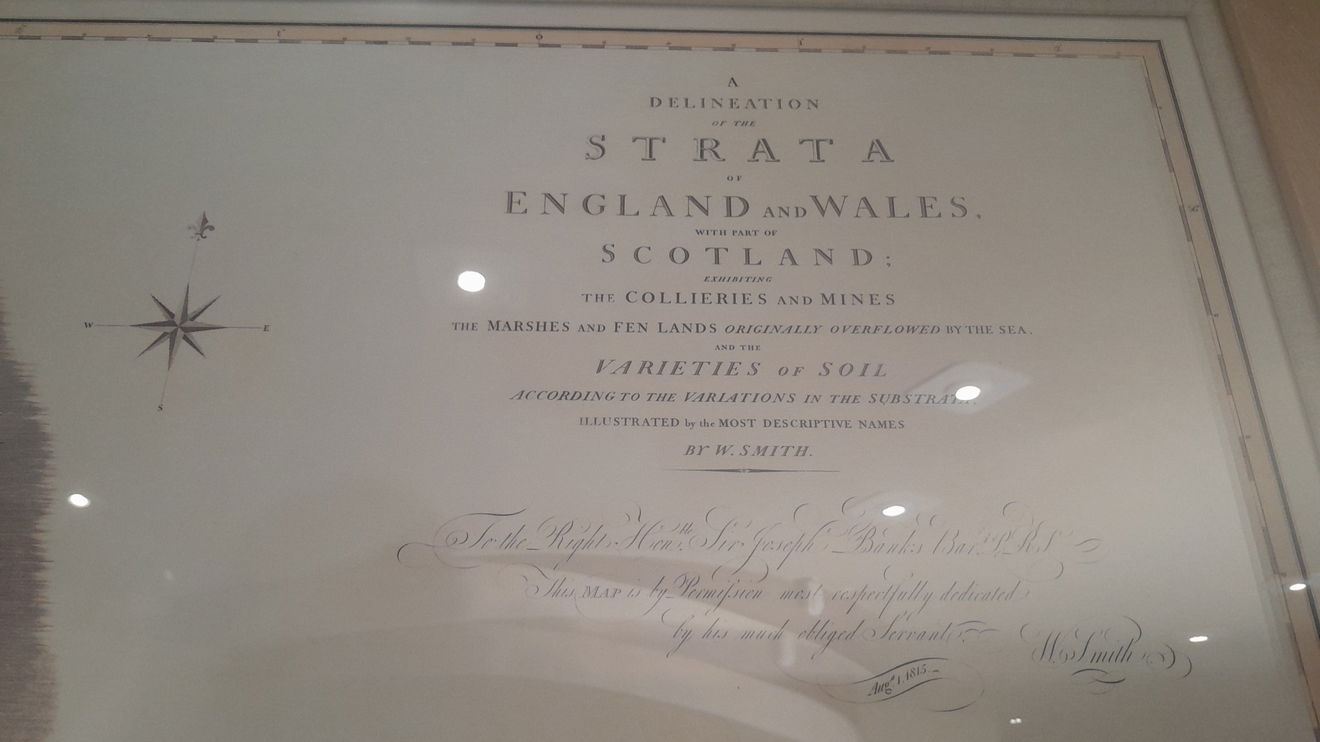 A
DELINEATION
OF THE
STRATA
OF
ENGLAND AND WALES,
WITH PART OF
SCOTLAND;
EXHIBITING
THE COLLIERIES AND MINES
THE MARSHES AND FEN LANDS ORIGINALLY OVERFLOWED BY THE SEA.
AND THE
VARIETIES OF SOIL
ACCORDING TO THE VARIATIONS IN THE SUBSTRATA,
ILLUSTRATED by the MOST DESCRIPTIVE NAMES
BY W. SMITH.
W
E
S
To the Right Honble. Sir Joseph Banks Bart. P.R.S.
This MAP is by Permission most respectfully dedicated
by his much obliged Servant
W. Smith
Augst. 1. 1815.